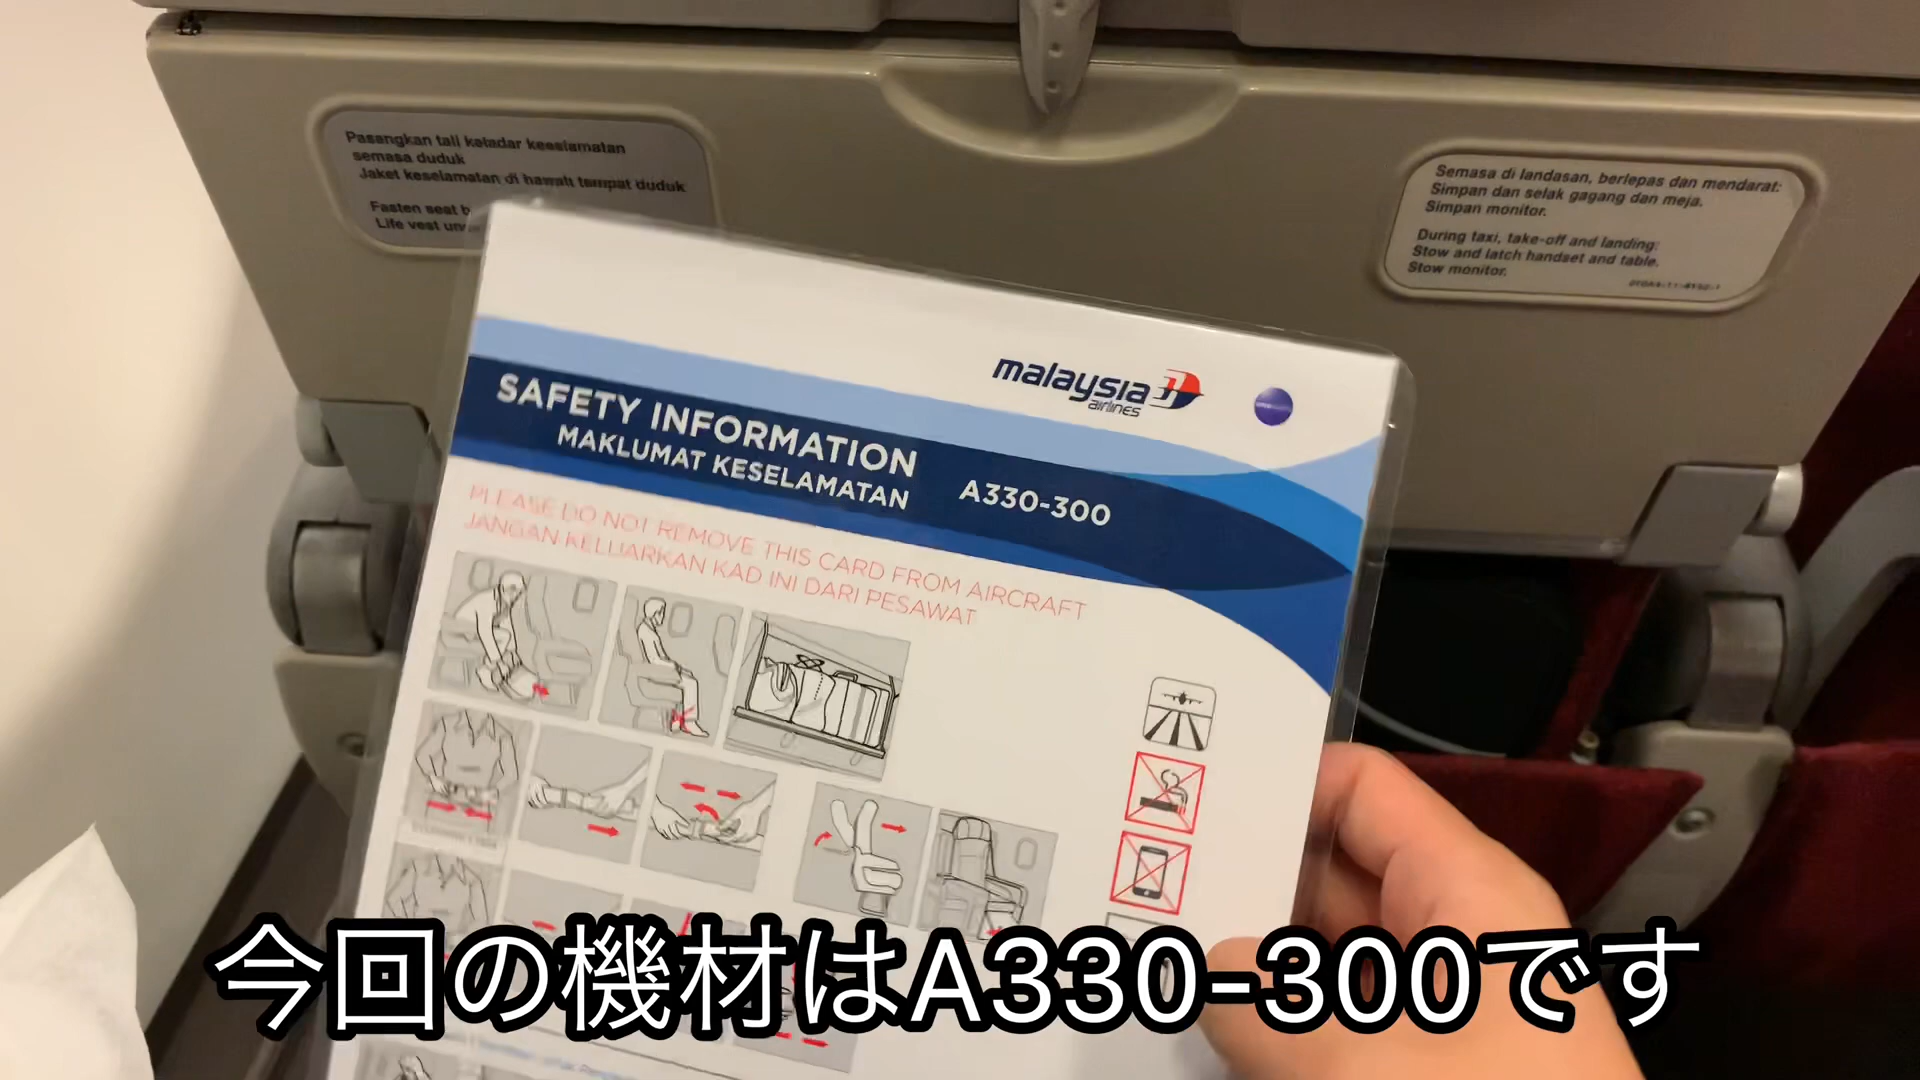 Pasangkan tali kaladar keselamatan
semasa duduk
Jaket keselamatan di bawah tempat duduk
Fasten seat
Life vest
Semasa di landasan, berlepas dan mendarat:
Simpan dan selak gagang dan meja.
Simpan monitor.
During taxi, take-off and landing:
Stow and latch handset and table.
Stow monitor.
malaysia
airlines
SAFETY INFORMATION
MAKLUMAT KESELAMATAN
A330-300
PLEASE DO NOT REMOVE THIS CARD FROM AIRCRAFT
JANGAN KELUARKAN KAD INI DARI PESAWAT
今回の機材はA330-300です